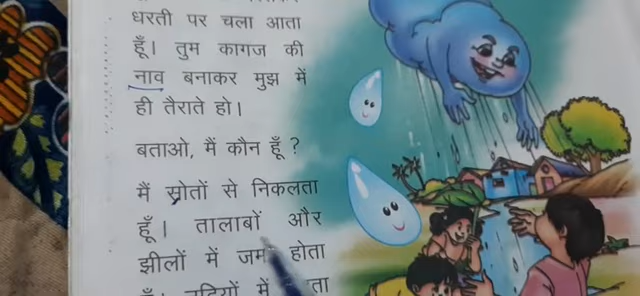 धरती पर चला आता
हूँ। तुम कागज की
नाव बनाकर मुझ में
ही तैराते हो।
बताओ, मैं कौन हूँ ?
मैं स्रोतों से निकलता
हूँ। तालाबों और
झीलों में जमा होता
में